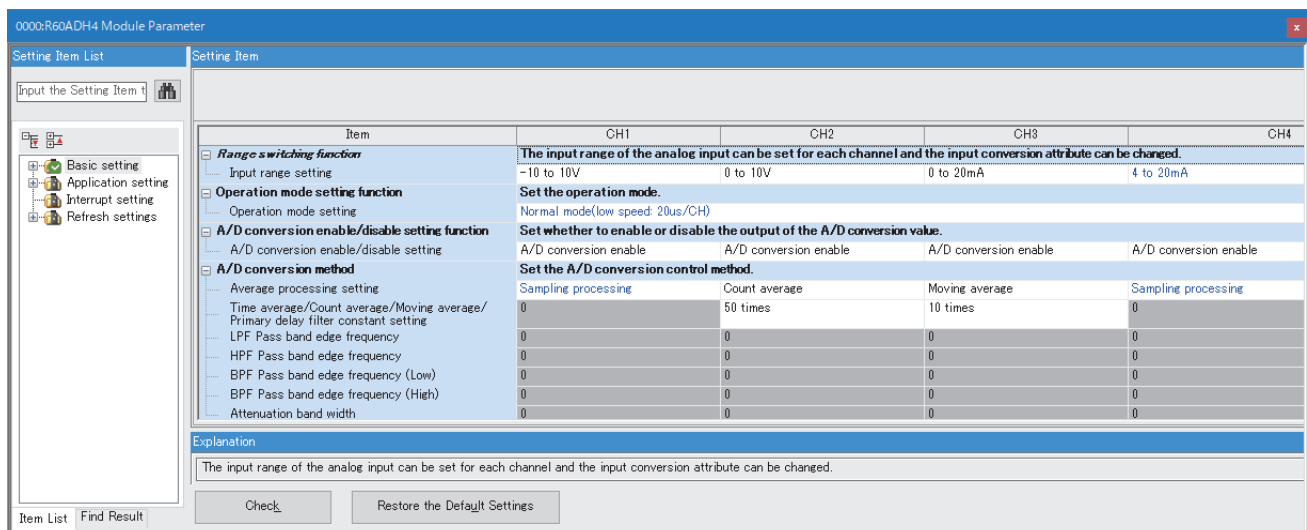 0000:R60ADH4 Module Parameter
x
Setting Item List
Setting Item
Input the Setting Item t
Basic setting
Application setting
Interrupt setting
Refresh settings
Item CH1 CH2 CH3 CH4
Range switching function The input range of the analog input can be set for each channel and the input conversion attribute can be changed.
Input range setting -10 to 10V 0 to 10V 0 to 20mA 4 to 20mA
Operation mode setting function Set the operation mode.
Operation mode setting Normal mode(low speed: 20us/CH)
A/D conversion enable/disable setting function Set whether to enable or disable the output of the A/D conversion value.
A/D conversion enable/disable setting A/D conversion enable A/D conversion enable A/D conversion enable A/D conversion enable
A/D conversion method Set the A/D conversion control method.
Average processing setting Sampling processing Count average Moving average Sampling processing
Time average/Count average/Moving average/ 0 50 times 10 times 0
Primary delay filter constant setting
LPF Pass band edge frequency 0 0 0 0
HPF Pass band edge frequency 0 0 0 0
BPF Pass band edge frequency (Low) 0 0 0 0
BPF Pass band edge frequency (High) 0 0 0 0
Attenuation band width 0 0 0 0
Explanation
The input range of the analog input can be set for each channel and the input conversion attribute can be changed.
Check Restore the Default Settings
Item List Find Result